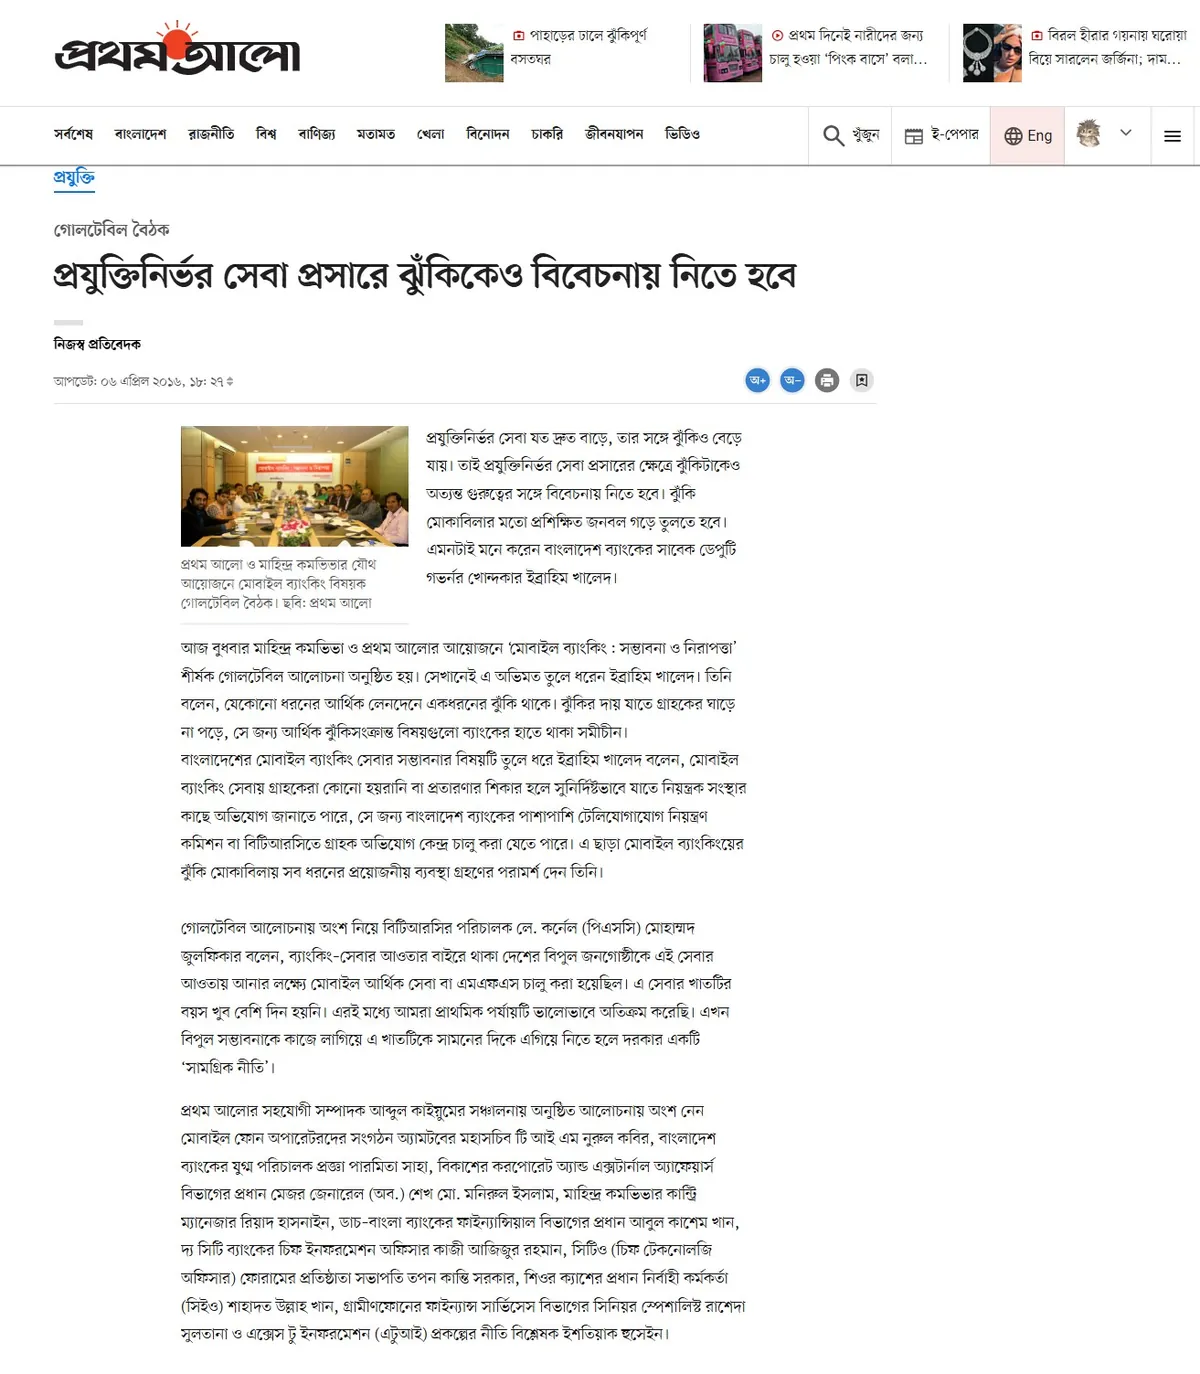 প্রথম আলো
পাহাড়ের ঢালে ঝুঁকিপূর্ণ
বসতঘর
প্রথম দিনেই নারীদের জন্য
চালু হওয়া ‘পিংক বাসে’ বলা...
বিরল হীরার গয়নায় ঘরোয়া
বিয়ে সারলেন জর্জিনা; দাম...
সর্বশেষ বাংলাদেশ রাজনীতি বিশ্ব বাণিজ্য মতামত খেলা বিনোদন চাকরি জীবনযাপন ভিডিও খুঁজুন ই-পেপার Eng
প্রযুক্তি
গোলটেবিল বৈঠক
প্রযুক্তিনির্ভর সেবা প্রসারে ঝুঁকিকেও বিবেচনায় নিতে হবে
নিজস্ব প্রতিবেদক
আপডেট: ০৬ এপ্রিল ২০১৬, ১৮: ২৭
অ+ অ−
প্রথম আলো ও মাহিন্দ্র কমভিভার যৌথ
আয়োজনে মোবাইল ব্যাংকিং বিষয়ক
গোলটেবিল বৈঠক। ছবি: প্রথম আলো
প্রযুক্তিনির্ভর সেবা যত দ্রুত বাড়ে, তার সঙ্গে ঝুঁকিও বেড়ে
যায়। তাই প্রযুক্তিনির্ভর সেবা প্রসারের ক্ষেত্রে ঝুঁকিটাকেও
অত্যন্ত গুরুত্বের সঙ্গে বিবেচনায় নিতে হবে। ঝুঁকি
মোকাবিলার মতো প্রশিক্ষিত জনবল গড়ে তুলতে হবে।
এমনটাই মনে করেন বাংলাদেশ ব্যাংকের সাবেক ডেপুটি
গভর্নর খোন্দকার ইব্রাহিম খালেদ।
আজ বুধবার মাহিন্দ্র কমভিভা ও প্রথম আলোর আয়োজনে ‘মোবাইল ব্যাংকিং : সম্ভাবনা ও নিরাপত্তা’
শীর্ষক গোলটেবিল আলোচনা অনুষ্ঠিত হয়। সেখানেই এ অভিমত তুলে ধরেন ইব্রাহিম খালেদ। তিনি
বলেন, যেকোনো ধরনের আর্থিক লেনদেনে একধরনের ঝুঁকি থাকে। ঝুঁকির দায় যাতে গ্রাহকের ঘাড়ে
না পড়ে, সে জন্য আর্থিক ঝুঁকিসংক্রান্ত বিষয়গুলো ব্যাংকের হাতে থাকা সমীচীন।
বাংলাদেশের মোবাইল ব্যাংকিং সেবার সম্ভাবনার বিষয়টি তুলে ধরে ইব্রাহিম খালেদ বলেন, মোবাইল
ব্যাংকিং সেবায় গ্রাহকেরা কোনো হয়রানি বা প্রতারণার শিকার হলে সুনির্দিষ্টভাবে যাতে নিয়ন্ত্রক সংস্থার
কাছে অভিযোগ জানাতে পারে, সে জন্য বাংলাদেশ ব্যাংকের পাশাপাশি টেলিযোগাযোগ নিয়ন্ত্রণ
কমিশন বা বিটিআরসিতে গ্রাহক অভিযোগ কেন্দ্র চালু করা যেতে পারে। এ ছাড়া মোবাইল ব্যাংকিংয়ের
ঝুঁকি মোকাবিলায় সব ধরনের প্রয়োজনীয় ব্যবস্থা গ্রহণের পরামর্শ দেন তিনি।
গোলটেবিল আলোচনায় অংশ নিয়ে বিটিআরসির পরিচালক লে. কর্নেল (পিএসসি) মোহাম্মদ
জুলফিকার বলেন, ব্যাংকিং-সেবার আওতার বাইরে থাকা দেশের বিপুল জনগোষ্ঠীকে এই সেবার
আওতায় আনার লক্ষ্যে মোবাইল আর্থিক সেবা বা এমএফএস চালু করা হয়েছিল। এ সেবার খাতটির
বয়স খুব বেশি দিন হয়নি। এরই মধ্যে আমরা প্রাথমিক পর্যায়টি ভালোভাবে অতিক্রম করেছি। এখন
বিপুল সম্ভাবনাকে কাজে লাগিয়ে এ খাতটিকে সামনের দিকে এগিয়ে নিতে হলে দরকার একটি
‘সামগ্রিক নীতি’।
প্রথম আলোর সহযোগী সম্পাদক আব্দুল কাইয়ুমের সঞ্চালনায় অনুষ্ঠিত আলোচনায় অংশ নেন
মোবাইল ফোন অপারেটরদের সংগঠন অ্যামটবের মহাসচিব টি আই এম নুরুল কবির, বাংলাদেশ
ব্যাংকের যুগ্ম পরিচালক প্রজ্ঞা পারমিতা সাহা, বিকাশের করপোরেট অ্যান্ড এক্সটার্নাল অ্যাফেয়ার্স
বিভাগের প্রধান মেজর জেনারেল (অব.) শেখ মো. মনিরুল ইসলাম, মাহিন্দ্র কমভিভার কান্ট্রি
ম্যানেজার রিয়াদ হাসনাইন, ডাচ-বাংলা ব্যাংকের ফাইন্যান্সিয়াল বিভাগের প্রধান আবুল কাশেম খান,
দ্য সিটি ব্যাংকের চিফ ইনফরমেশন অফিসার কাজী আজিজুর রহমান, সিটিও (চিফ টেকনোলজি
অফিসার) ফোরামের প্রতিষ্ঠাতা সভাপতি তপন কান্তি সরকার, শিওর ক্যাশের প্রধান নির্বাহী কর্মকর্তা
(সিইও) শাহাদত উল্লাহ খান, গ্রামীণফোনের ফাইন্যান্স সার্ভিসেস বিভাগের সিনিয়র স্পেশালিস্ট রাশেদা
সুলতানা ও এক্সেস টু ইনফরমেশন (এটুআই) প্রকল্পের নীতি বিশ্লেষক ইশতিয়াক হুসেইন।